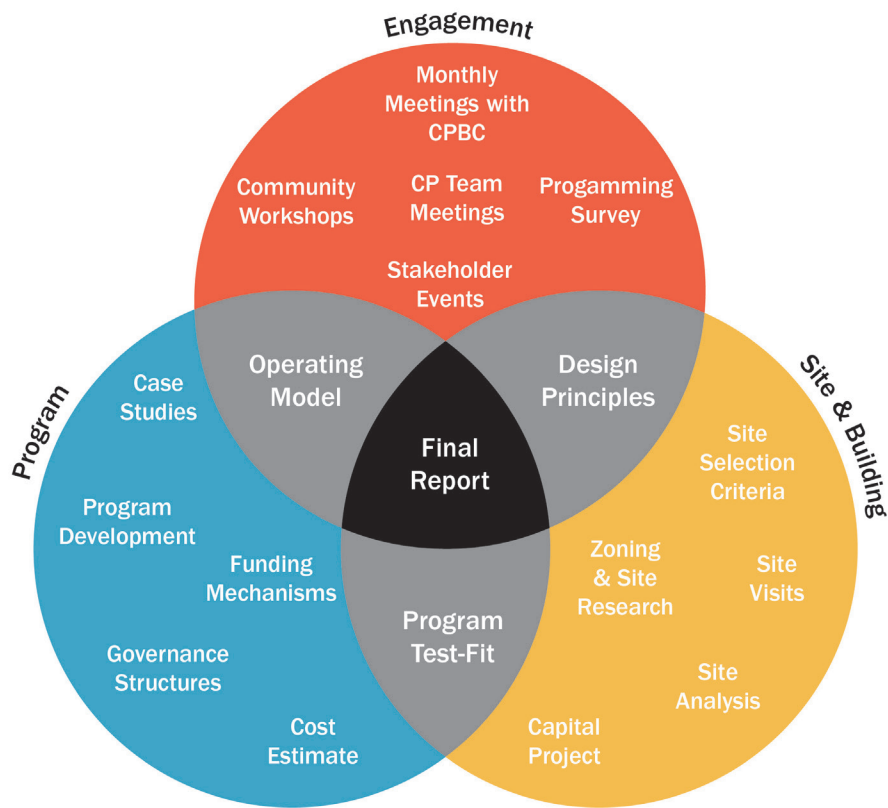 Engagement
Monthly
Meetings with
CPBC
Community
Workshops
CP Team
Meetings
Progamming
Survey
Stakeholder
Events
Program
Case
Studies
Operating
Model
Design
Principles
Site & Building
Final
Report
Site
Selection
Criteria
Program
Development
Funding
Mechanisms
Zoning
& Site
Research
Site
Visits
Program
Test-Fit
Governance
Structures
Site
Analysis
Cost
Estimate
Capital
Project